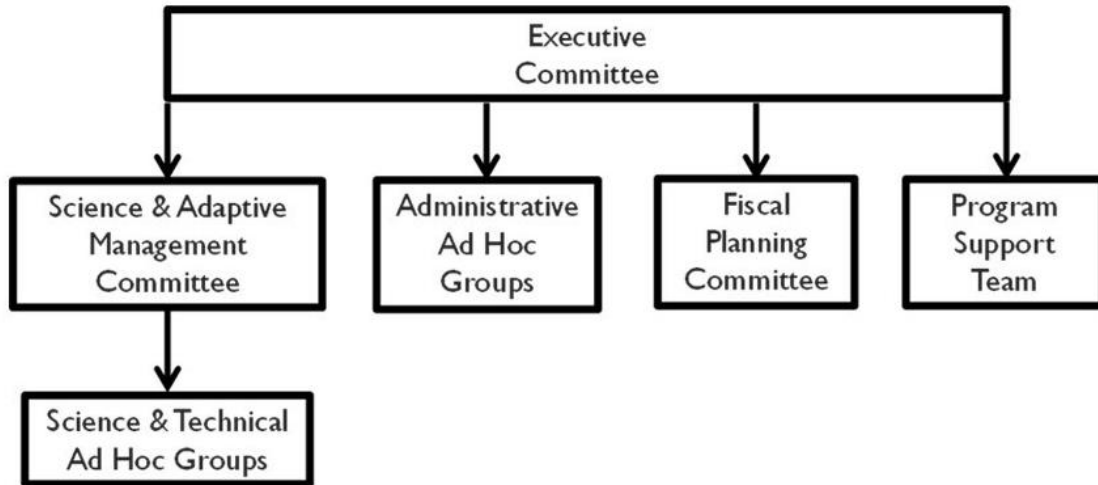 Executive
Committee
Science & Adaptive
Management
Committee
Administrative
Ad Hoc
Groups
Fiscal
Planning
Committee
Program
Support
Team
Science & Technical
Ad Hoc Groups